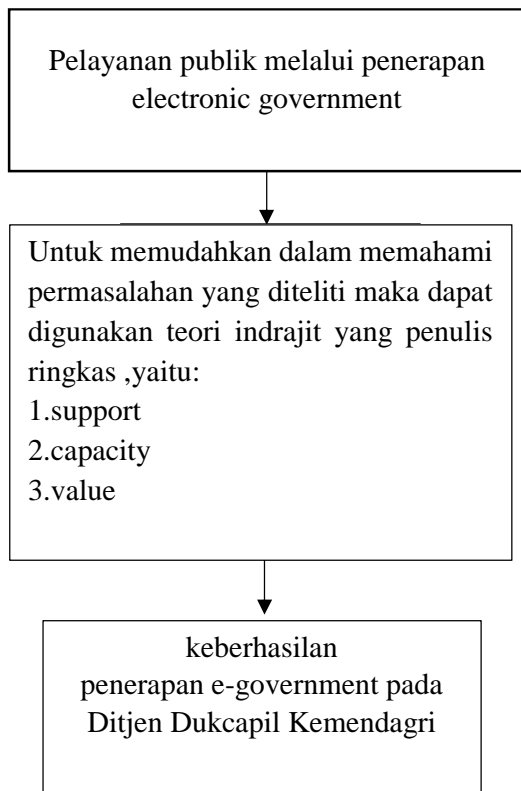 Pelayanan publik melalui penerapan
electronic government
Untuk memudahkan dalam memahami
permasalahan yang diteliti maka dapat
digunakan teori indrajit yang penulis
ringkas ,yaitu:
1.support
2.capacity
3.value
keberhasilan
penerapan e-government pada
Ditjen Dukcapil Kemendagri